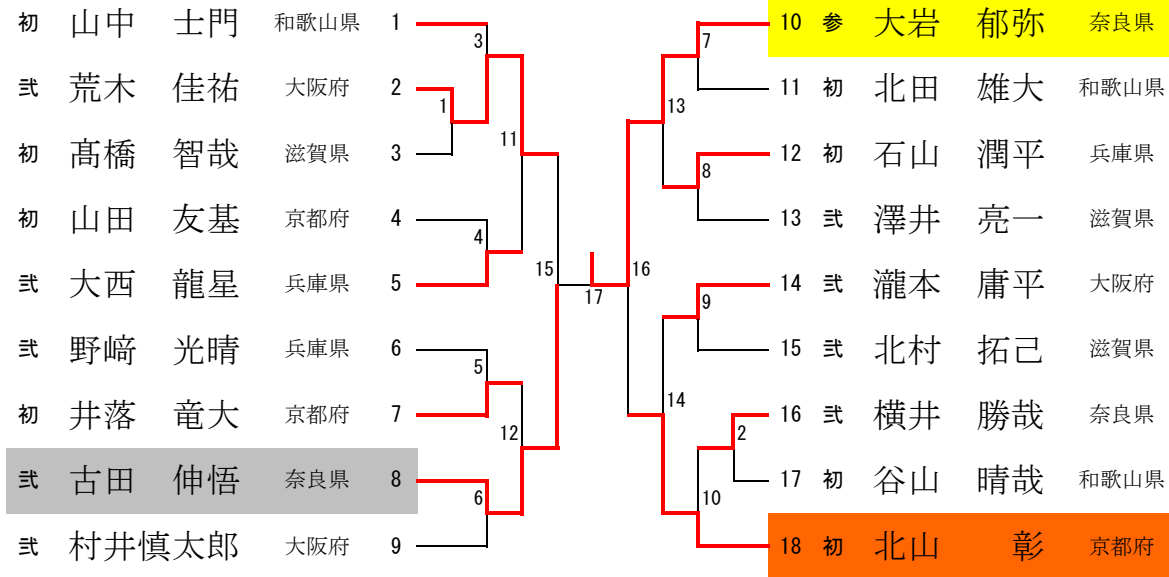 初 山中 士門 和歌山県 1
弐 荒木 佳祐 大阪府 2
初 髙橋 智哉 滋賀県 3
初 山田 友基 京都府 4
弐 大西 龍星 兵庫県 5
弐 野﨑 光晴 兵庫県 6
初 井落 竜大 京都府 7
弐 古田 伸悟 奈良県 8
弐 村井慎太郎 大阪府 9
3
1
11
4
15
5
12
6
17
16
7
13
8
9
14
2
10
10 参 大岩 郁弥 奈良県
11 初 北田 雄大 和歌山県
12 初 石山 潤平 兵庫県
13 弐 澤井 亮一 滋賀県
14 弐 瀧本 庸平 大阪府
15 弐 北村 拓己 滋賀県
16 弐 横井 勝哉 奈良県
17 初 谷山 晴哉 和歌山県
18 初 北山 彰 京都府